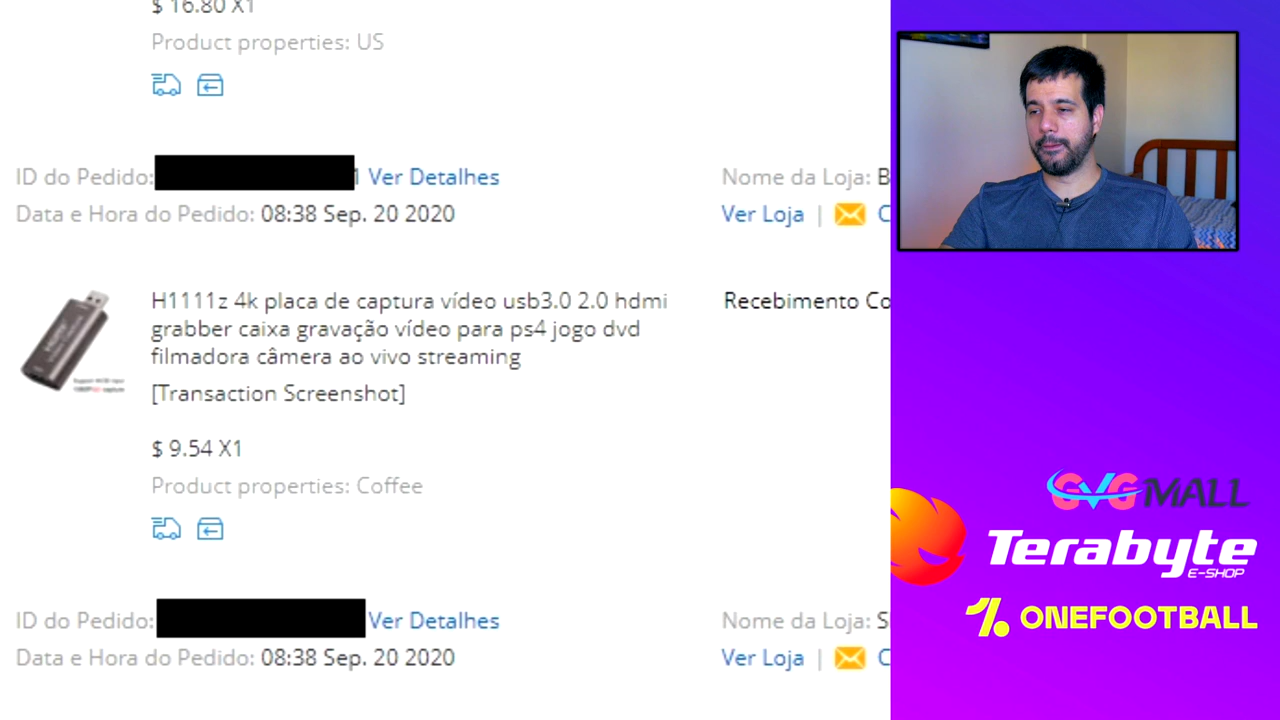 $ 16.80 X1
Product properties: US
ID do Pedido: 1 Ver Detalhes
Nome da Loja: B
Data e Hora do Pedido: 08:38 Sep. 20 2020
Ver Loja | C
H1111z 4k placa de captura vídeo usb3.0 2.0 hdmi
grabber caixa gravação vídeo para ps4 jogo dvd
filmadora câmera ao vivo streaming
Recebimento Co
[Transaction Screenshot]
$ 9.54 X1
Product properties: Coffee
ID do Pedido: Ver Detalhes
Nome da Loja: S
Data e Hora do Pedido: 08:38 Sep. 20 2020
Ver Loja | C
GVGMALL
Terabyte
E-SHOP
ONEFOOTBALL